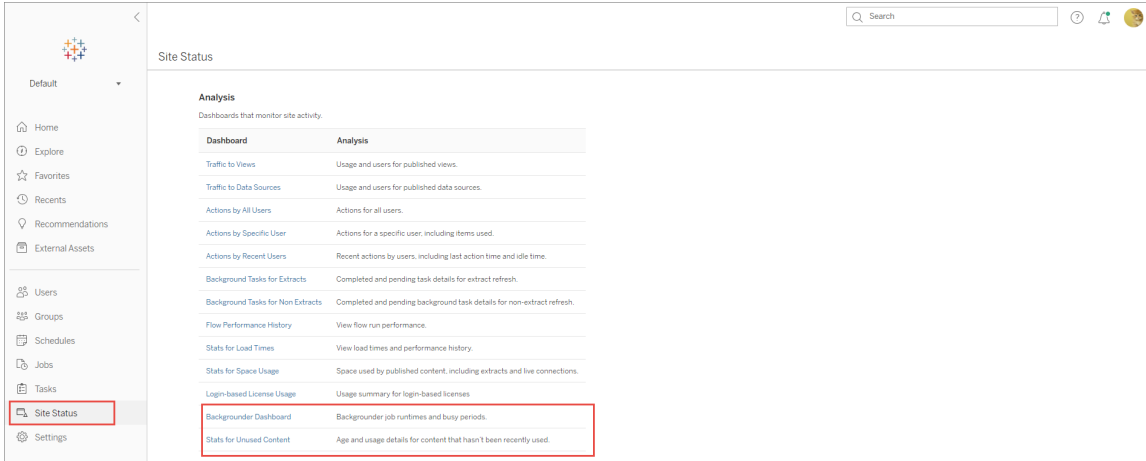 Search
Site Status
Default
Home
Explore
Favorites
Recents
Recommendations
External Assets
Users
Groups
Schedules
Jobs
Tasks
Site Status
Settings
Analysis
Dashboards that monitor site activity.
Dashboard Analysis
Traffic to Views Usage and users for published views.
Traffic to Data Sources Usage and users for published data sources.
Actions by All Users Actions for all users.
Actions by Specific User Actions for a specific user, including items used.
Actions by Recent Users Recent actions by users, including last action time and idle time.
Background Tasks for Extracts Completed and pending task details for extract refresh.
Background Tasks for Non Extracts Completed and pending background task details for non-extract refresh.
Flow Performance History View flow run performance.
Stats for Load Times View load times and performance history.
Stats for Space Usage Space used by published content, including extracts and live connections.
Login-based License Usage Usage summary for login-based licenses
Backgrounder Dashboard Backgrounder job runtimes and busy periods.
Stats for Unused Content Age and usage details for content that hasn't been recently used.